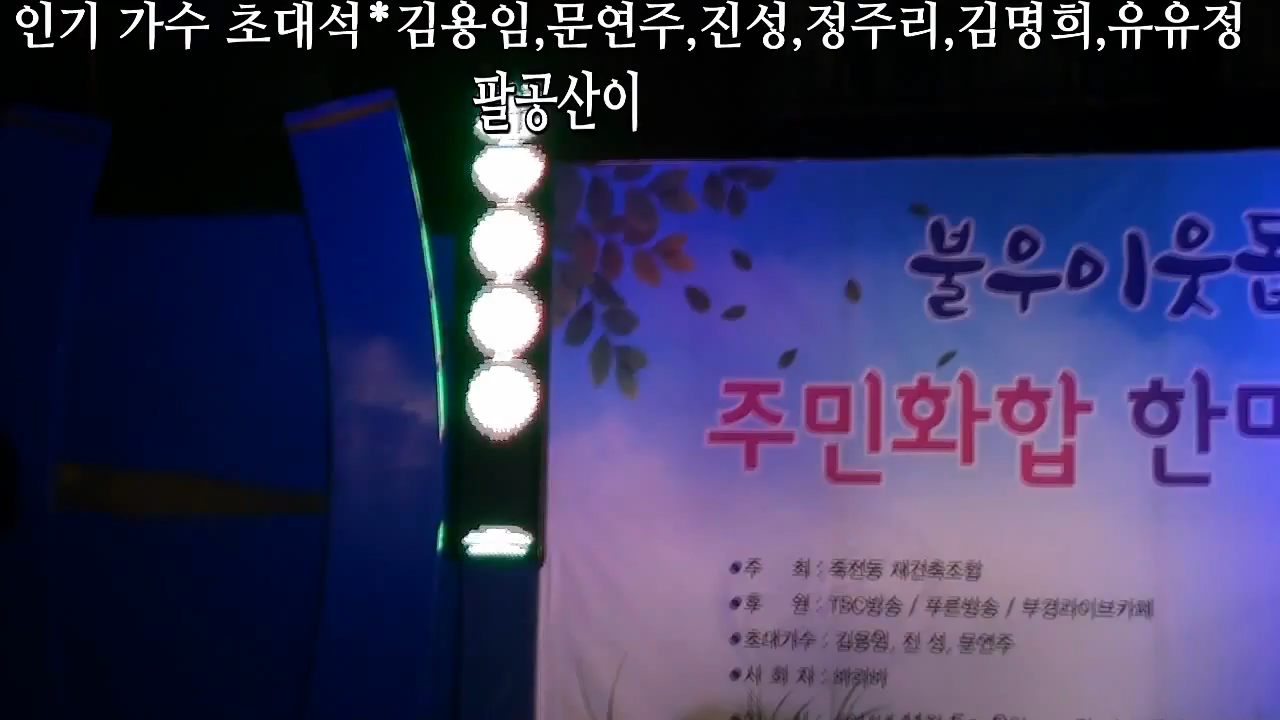 인기 가수 초대석*김용임,문연주,진성,정주리,김명희,유유정
팔공산이
불우이웃돕
주민화합 한마
●주 최 : 죽전동 재건축조합
●후 원 : TBC방송 / 푸른방송 / 부경라이브카페
●초대가수 : 김용임, 진 성, 문연주
●사 회 자 :